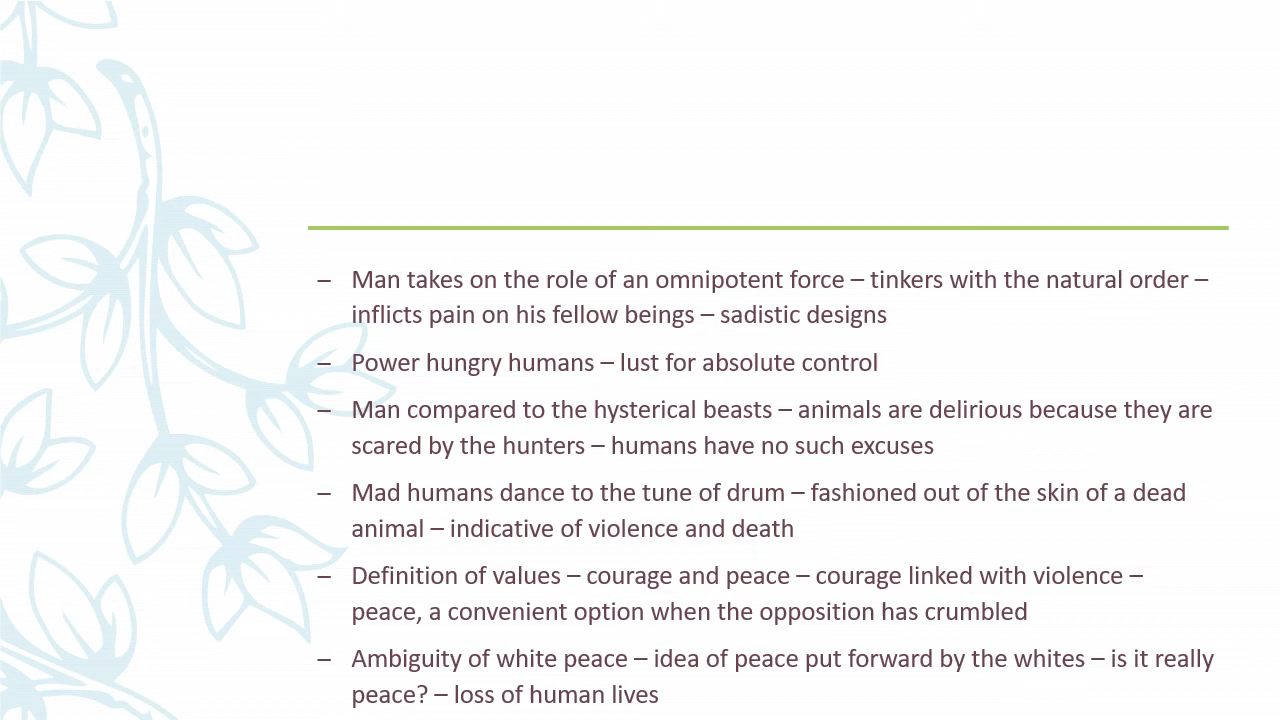 – Man takes on the role of an omnipotent force – tinkers with the natural order –
inflicts pain on his fellow beings – sadistic designs
– Power hungry humans – lust for absolute control
– Man compared to the hysterical beasts – animals are delirious because they are
scared by the hunters – humans have no such excuses
– Mad humans dance to the tune of drum – fashioned out of the skin of a dead
animal – indicative of violence and death
– Definition of values – courage and peace – courage linked with violence –
peace, a convenient option when the opposition has crumbled
– Ambiguity of white peace – idea of peace put forward by the whites – is it really
peace? – loss of human lives